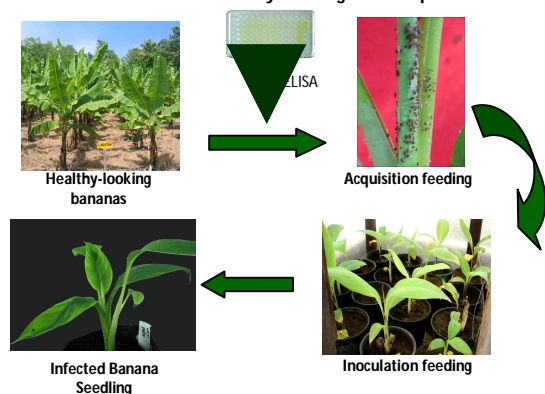 ELISA
Healthy-looking
bananas
Acquisition feeding
Inoculation feeding
Infected Banana
Seedling